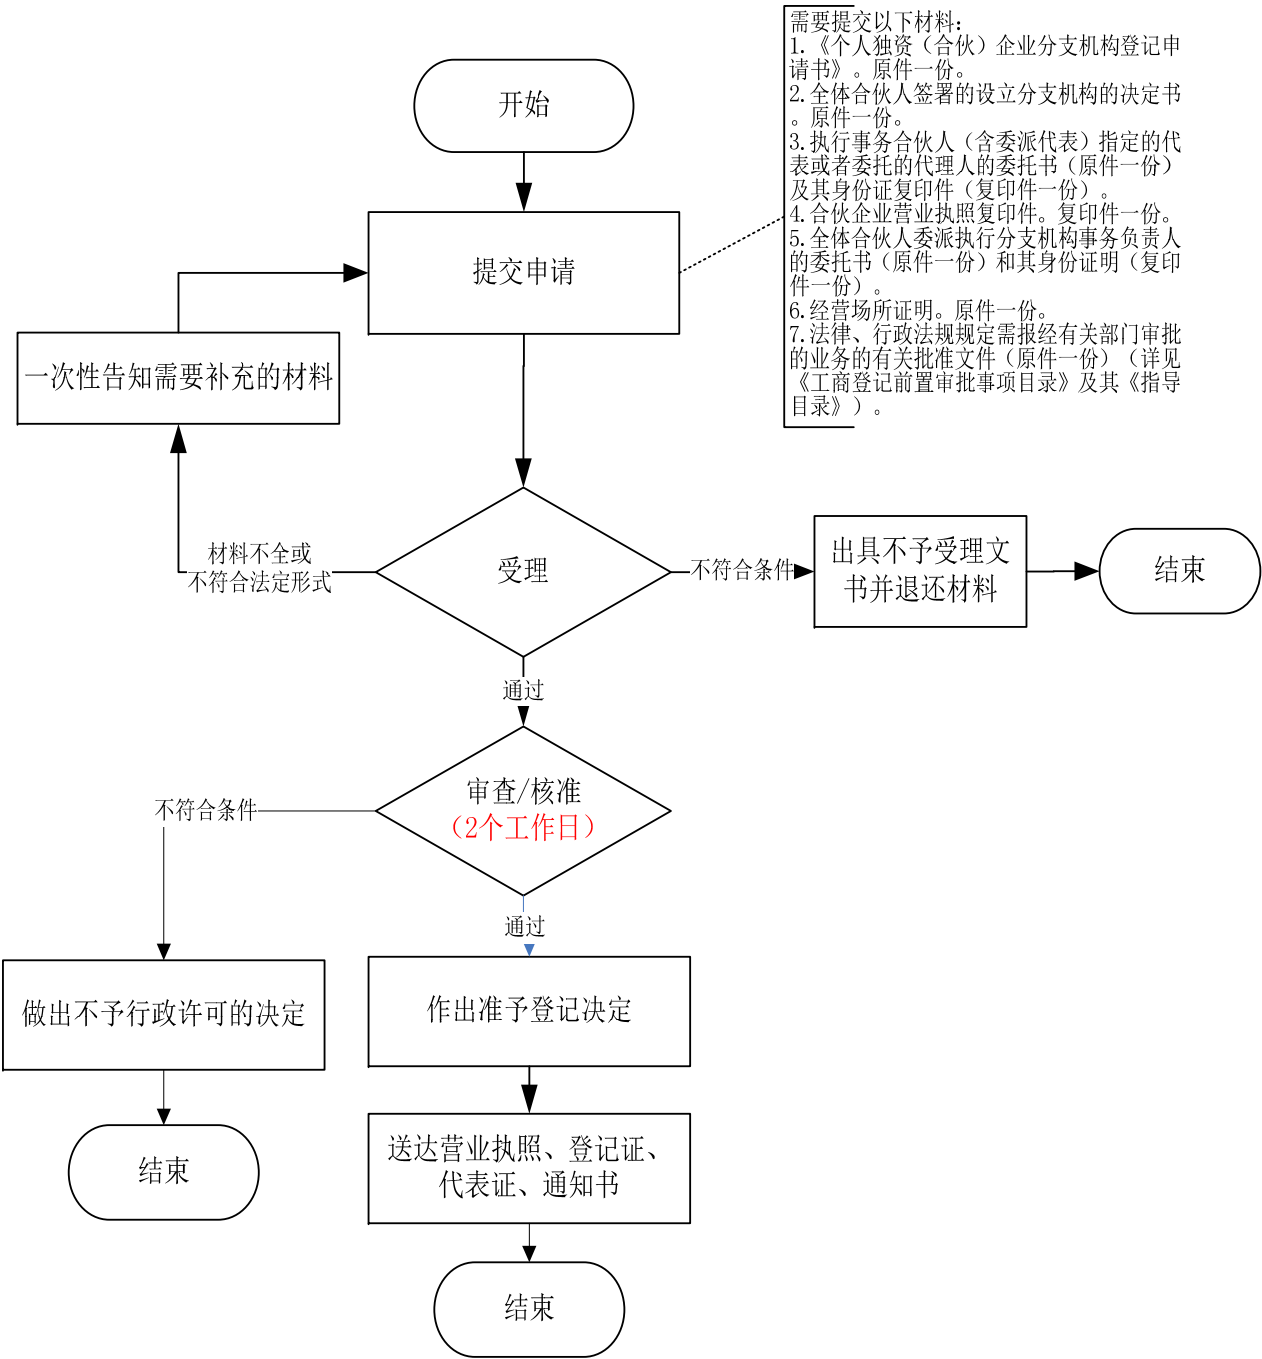 需要提交以下材料：
1.《个人独资（合伙）企业分支机构登记申
请书》。原件一份。
2.全体合伙人签署的设立分支机构的决定书
。原件一份。
3.执行事务合伙人（含委派代表）指定的代
表或者委托的代理人的委托书（原件一份）
及其身份证复印件（复印件一份）。
4.合伙企业营业执照复印件。复印件一份。
5.全体合伙人委派执行分支机构事务负责人
的委托书（原件一份）和其身份证明（复印
件一份）。
6.经营场所证明。原件一份。
7.法律、行政法规规定需报经有关部门审批
的业务的有关批准文件（原件一份）（详见
《工商登记前置审批事项目录》及其《指导
目录》）。
开始
提交申请
一次性告知需要补充的材料
材料不全或
不符合法定形式
受理
不符合条件
出具不予受理文
书并退还材料
结束
通过
审查/核准
（2个工作日）
不符合条件
通过
做出不予行政许可的决定
作出准予登记决定
结束
送达营业执照、登记证、
代表证、通知书
结束